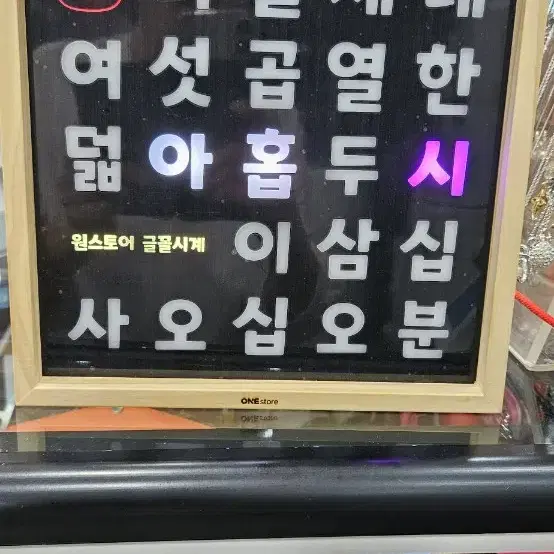 여 섯 곱 열 한
덟 아 홉 두 시
원스토어 글꼴시계 이 삼 십
사 오 십 오 분
ONE store